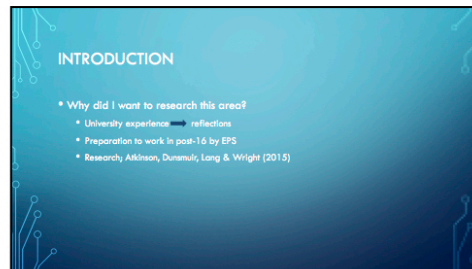 INTRODUCTION
• Why did I want to research this area?
• University experience ➡ reflections
• Preparation to work in post-16 by EPS
• Research; Atkinson, Dunsmuir, Lang & Wright (2015)